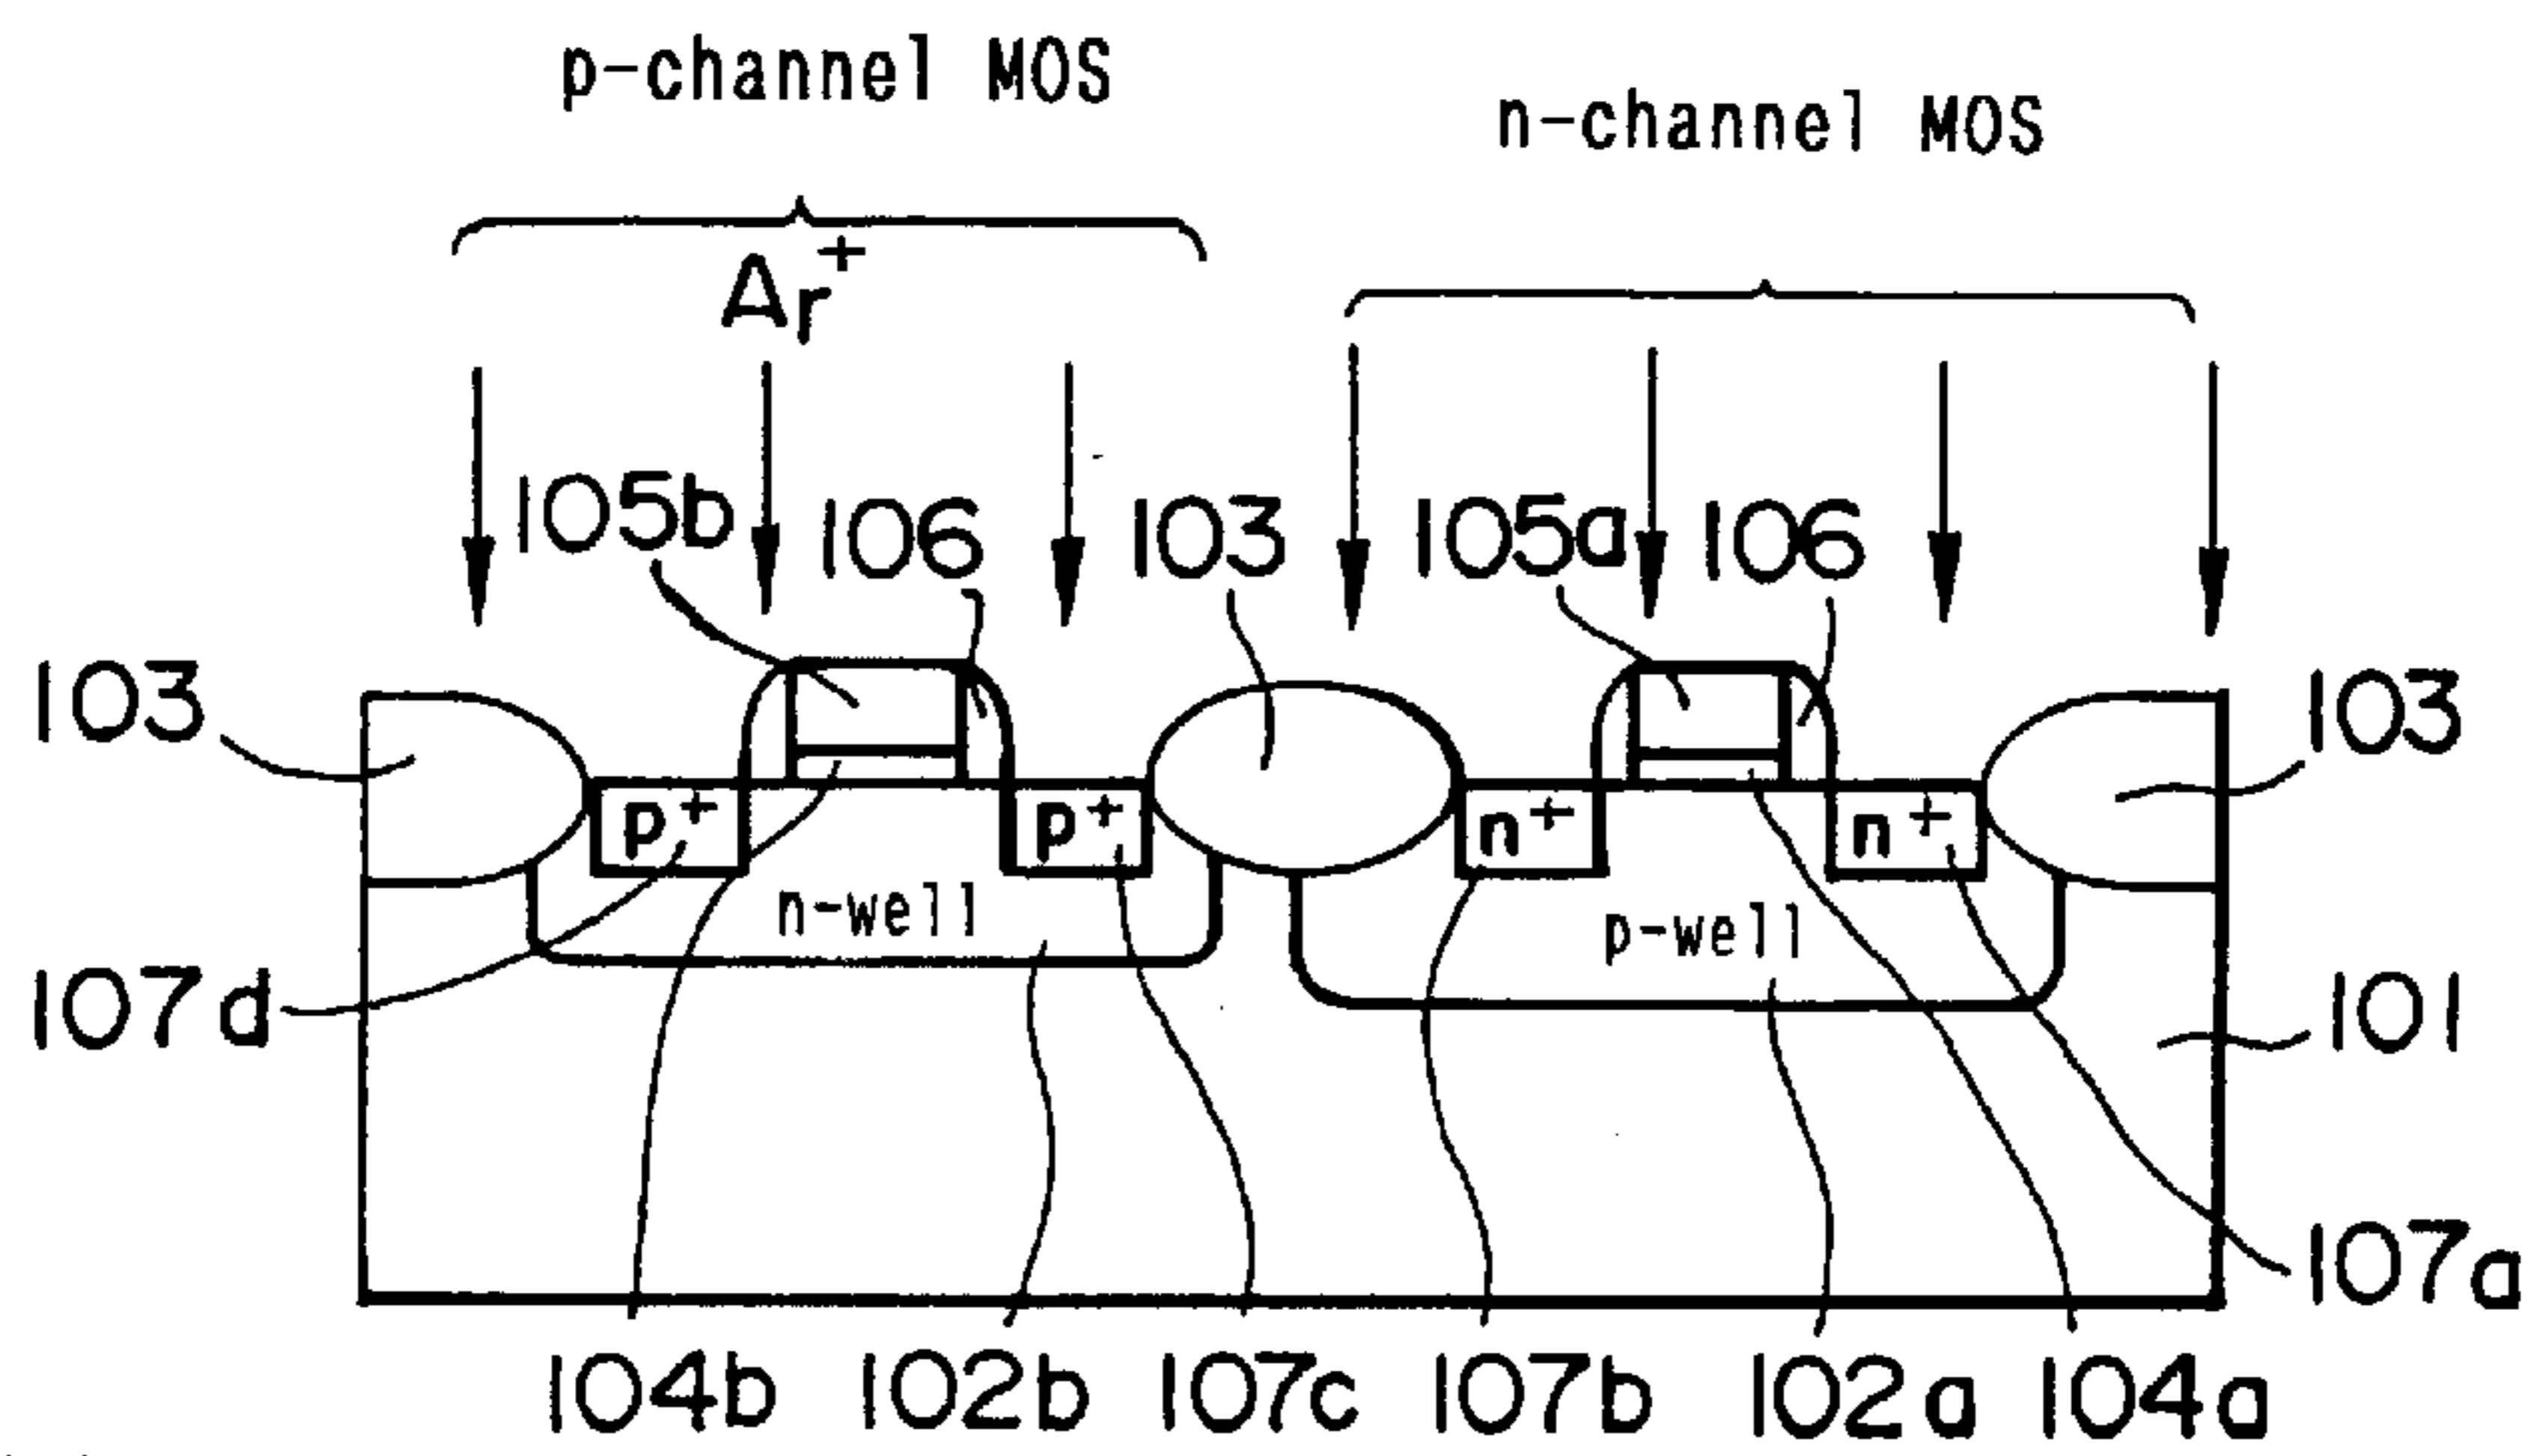 p-channel MOS
n-channel MOS
Ar+
105b 106 103 105a 106
103 103
p+ p+ n+ n+
n-well p-well
107d 101
107a
104b 102b 107c 107b 102a 104a